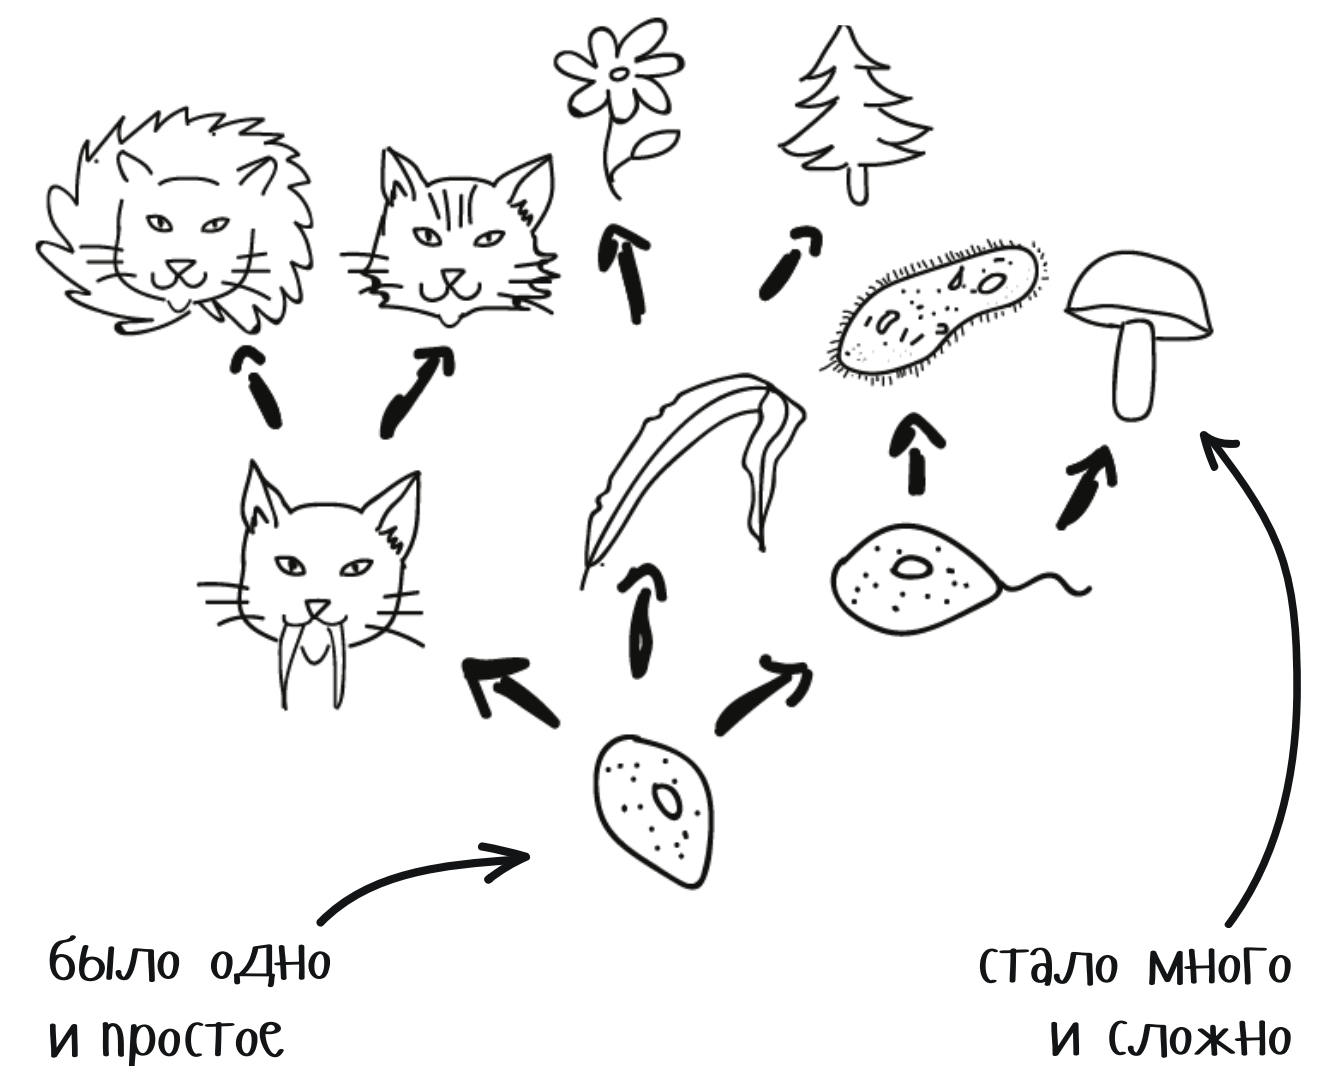 было одно
и простое
стало много
и сложно